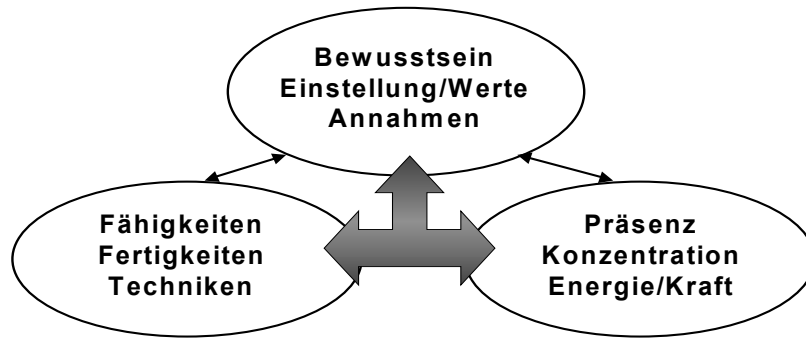 Bewusstsein
Einstellung/Werte
Annahmen
Fähigkeiten
Fertigkeiten
Techniken
Präsenz
Konzentration
Energie/Kraft